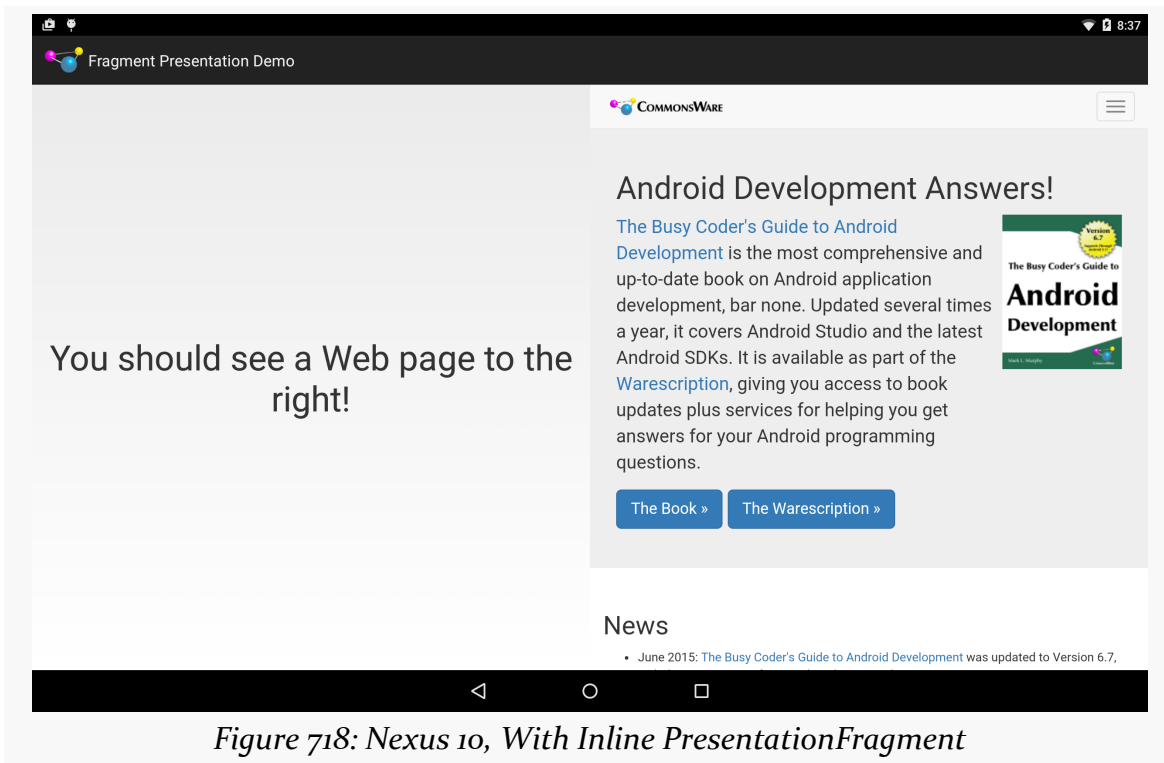 8:37
Fragment Presentation Demo
You should see a Web page to the
right!
COMMONSWARE
Android Development Answers!
The Busy Coder's Guide to Android
Development is the most comprehensive and
up-to-date book on Android application
development, bar none. Updated several times
a year, it covers Android Studio and the latest
Android SDKs. It is available as part of the
Warescription, giving you access to book
updates plus services for helping you get
answers for your Android programming
questions.
Version
6.7
The Busy Coder's Guide to
Android
Development
Mark L. Murphy
The Book »
The Warescription »
News
• June 2015: The Busy Coder's Guide to Android Development was updated to Version 6.7,
Figure 718: Nexus 10, With Inline PresentationFragment